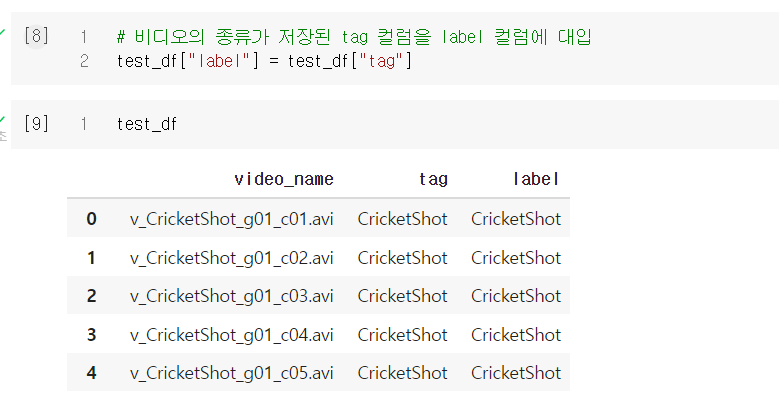 [8] 1 # 비디오의 종류가 저장된 tag 컬럼을 label 컬럼에 대입
2 test_df["label"] = test_df["tag"]
초 [9] 1 test_df
video_name tag label
0 v_CricketShot_g01_c01.avi CricketShot CricketShot
1 v_CricketShot_g01_c02.avi CricketShot CricketShot
2 v_CricketShot_g01_c03.avi CricketShot CricketShot
3 v_CricketShot_g01_c04.avi CricketShot CricketShot
4 v_CricketShot_g01_c05.avi CricketShot CricketShot